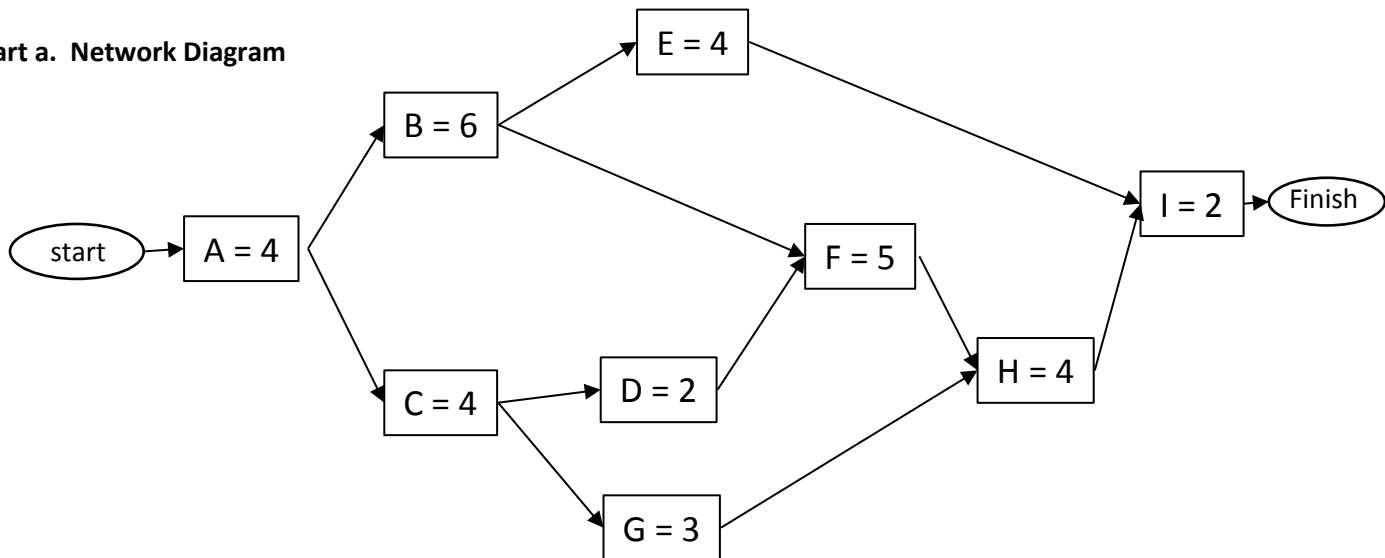 art a. Network Diagram
E = 4
B = 6
I = 2
Finish
start
A = 4
F = 5
C = 4
D = 2
H = 4
G = 3